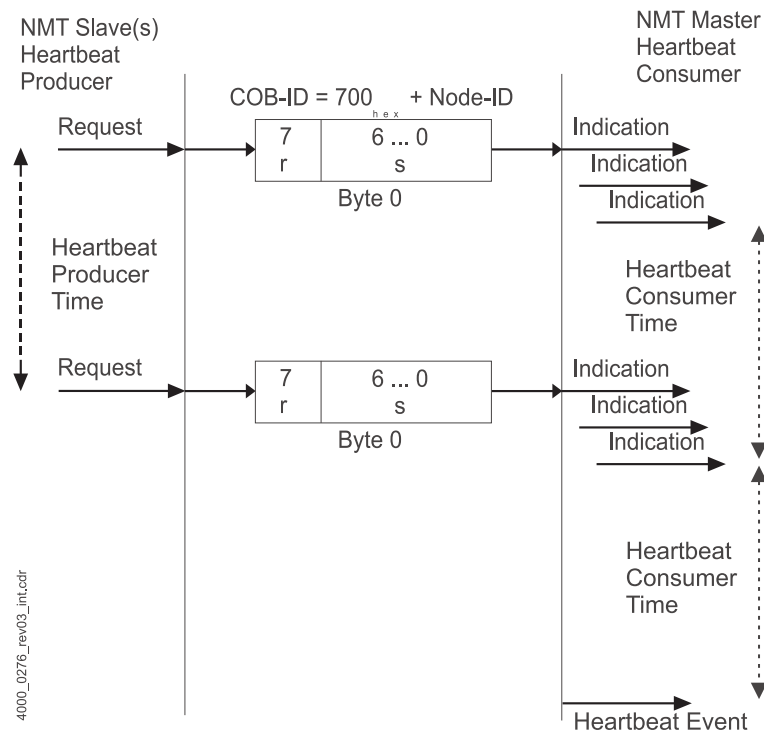 NMT Slave(s)
Heartbeat
Producer
NMT Master
Heartbeat
Consumer
COB-ID = 700 hex + Node-ID
Request
7
6 ... 0
r
s
Byte 0
Indication
Indication
Indication
Heartbeat
Producer
Time
Heartbeat
Consumer
Time
Request
7
6 ... 0
r
s
Byte 0
Indication
Indication
Indication
Heartbeat
Consumer
Time
Heartbeat Event
4000_0276_rev03_int.cdr